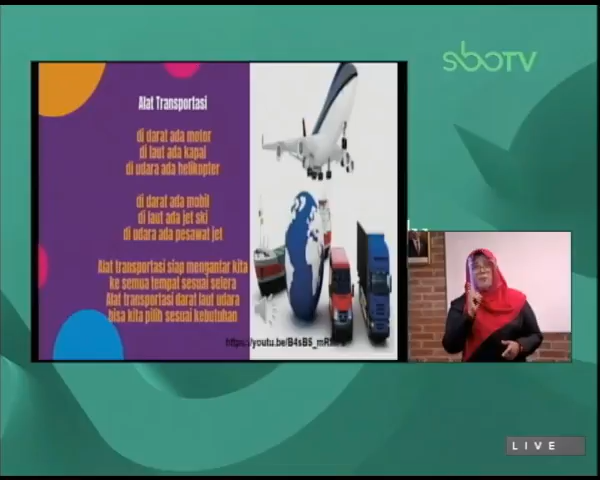 sboTV
Alat Transportasi
di darat ada motor
di laut ada kapal
di udara ada helikopter
di darat ada mobil
di laut ada jet ski
di udara ada pesawat jet
Alat transportasi siap mengantar kita
ke semua tempat sesuai selera
Alat transportasi darat laut udara
bisa kita pilih sesuai kebutuhan
LIVE